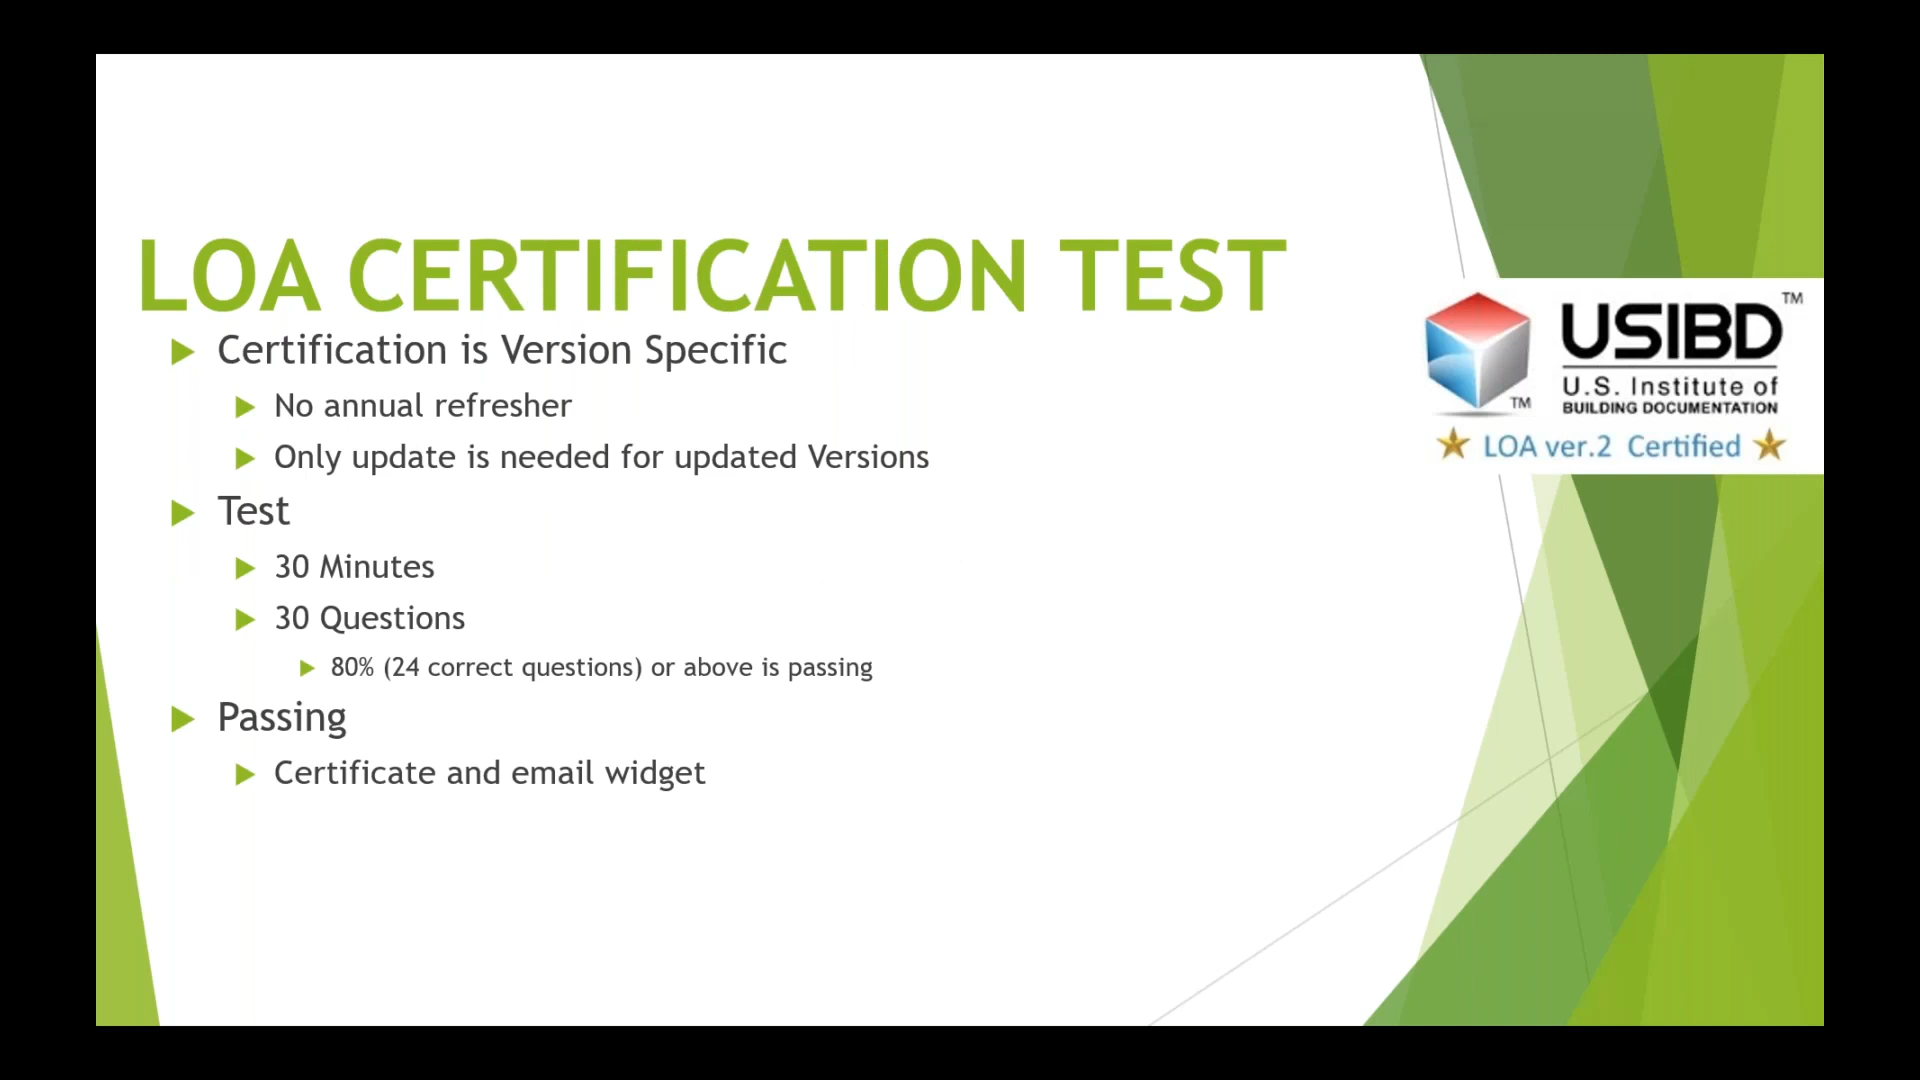 LOA CERTIFICATION TEST
Certification is Version Specific
No annual refresher
Only update is needed for updated Versions
Test
30 Minutes
30 Questions
80% (24 correct questions) or above is passing
Passing
Certificate and email widget
USIBD™
U.S. Institute of
BUILDING DOCUMENTATION
TM
LOA ver.2 Certified